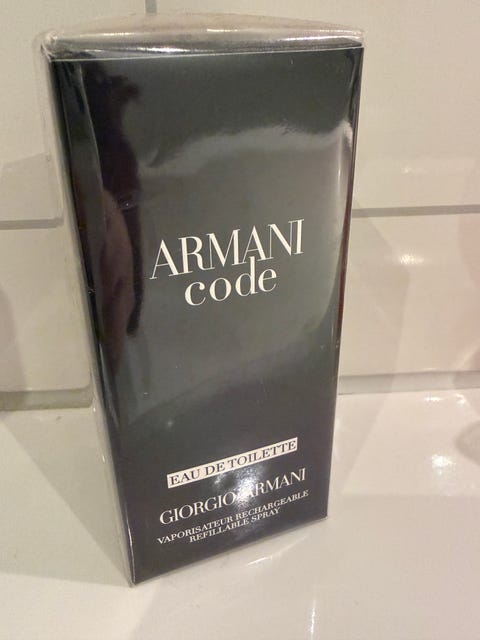 ARMANI
code
EAU DE TOILETTE
GIORGIO ARMANI
VAPORISATEUR RECHARGEABLE
REFILLABLE SPRAY